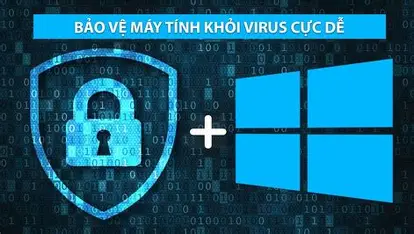 BẢO VỆ MÁY TÍNH KHỎI VIRUS CỰC DỄ